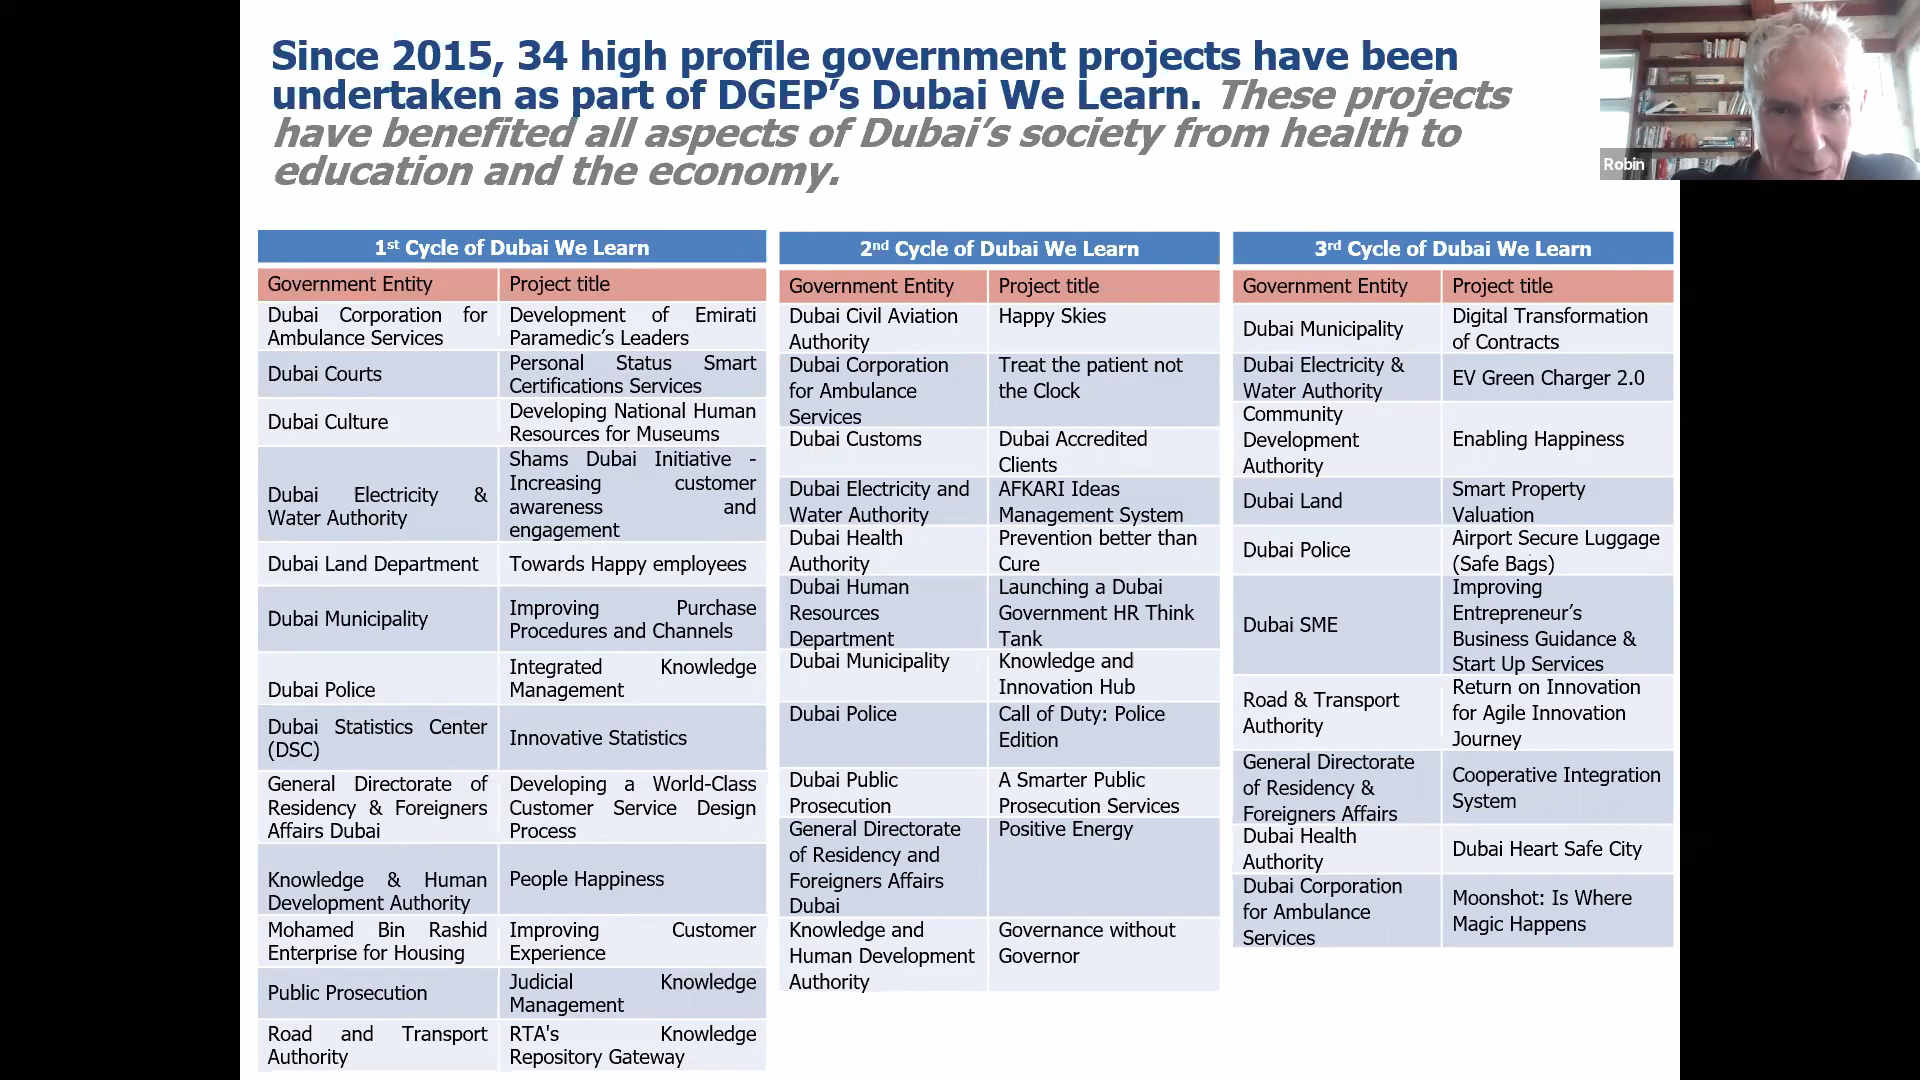 Since 2015, 34 high profile government projects have been
undertaken as part of DGEP’s Dubai We Learn. These projects
have benefited all aspects of Dubai’s society from health to
education and the economy.
Robin
1st Cycle of Dubai We Learn
Government Entity
Project title
Dubai Corporation for
Ambulance Services
Development of Emirati
Paramedic’s Leaders
Dubai Courts
Personal Status Smart
Certifications Services
Dubai Culture
Developing National Human
Resources for Museums
Dubai Electricity &
Water Authority
Shams Dubai Initiative -
Increasing customer
awareness and
engagement
Dubai Land Department
Towards Happy employees
Dubai Municipality
Improving Purchase
Procedures and Channels
Dubai Police
Integrated Knowledge
Management
Dubai Statistics Center
(DSC)
Innovative Statistics
General Directorate of
Residency & Foreigners
Affairs Dubai
Developing a World-Class
Customer Service Design
Process
Knowledge & Human
Development Authority
People Happiness
Mohamed Bin Rashid
Enterprise for Housing
Improving Customer
Experience
Public Prosecution
Judicial Knowledge
Management
Road and Transport
Authority
RTA's Knowledge
Repository Gateway
2nd Cycle of Dubai We Learn
Government Entity
Project title
Dubai Civil Aviation
Authority
Happy Skies
Dubai Corporation
for Ambulance
Services
Treat the patient not
the Clock
Dubai Customs
Dubai Accredited
Clients
Dubai Electricity and
Water Authority
AFKARI Ideas
Management System
Dubai Health
Authority
Prevention better than
Cure
Dubai Human
Resources
Department
Launching a Dubai
Government HR Think
Tank
Dubai Municipality
Knowledge and
Innovation Hub
Dubai Police
Call of Duty: Police
Edition
Dubai Public
Prosecution
A Smarter Public
Prosecution Services
General Directorate
of Residency and
Foreigners Affairs
Dubai
Positive Energy
Knowledge and
Human Development
Authority
Governance without
Governor
3rd Cycle of Dubai We Learn
Government Entity
Project title
Dubai Municipality
Digital Transformation
of Contracts
Dubai Electricity &
Water Authority
EV Green Charger 2.0
Community
Development
Authority
Enabling Happiness
Dubai Land
Smart Property
Valuation
Dubai Police
Airport Secure Luggage
(Safe Bags)
Dubai SME
Improving
Entrepreneur’s
Business Guidance &
Start Up Services
Road & Transport
Authority
Return on Innovation
for Agile Innovation
Journey
General Directorate
of Residency &
Foreigners Affairs
Cooperative Integration
System
Dubai Health
Authority
Dubai Heart Safe City
Dubai Corporation
for Ambulance
Services
Moonshot: Is Where
Magic Happens